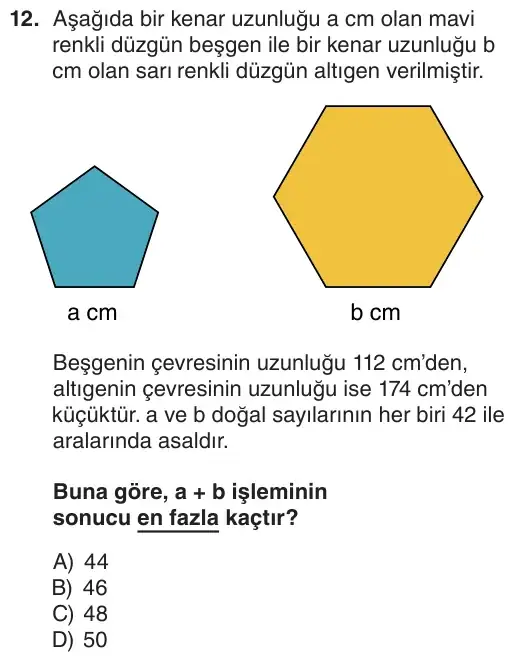 12. Aşağıda bir kenar uzunluğu a cm olan mavi
renkli düzgün beşgen ile bir kenar uzunluğu b
cm olan sarı renkli düzgün altıgen verilmiştir.
a cm
b cm
Beşgenin çevresinin uzunluğu 112 cm’den,
altıgenin çevresinin uzunluğu ise 174 cm’den
küçüktür. a ve b doğal sayılarının her biri 42 ile
aralarında asaldır.
Buna göre, a + b işleminin
sonucu en fazla kaçtır?
A) 44
B) 46
C) 48
D) 50